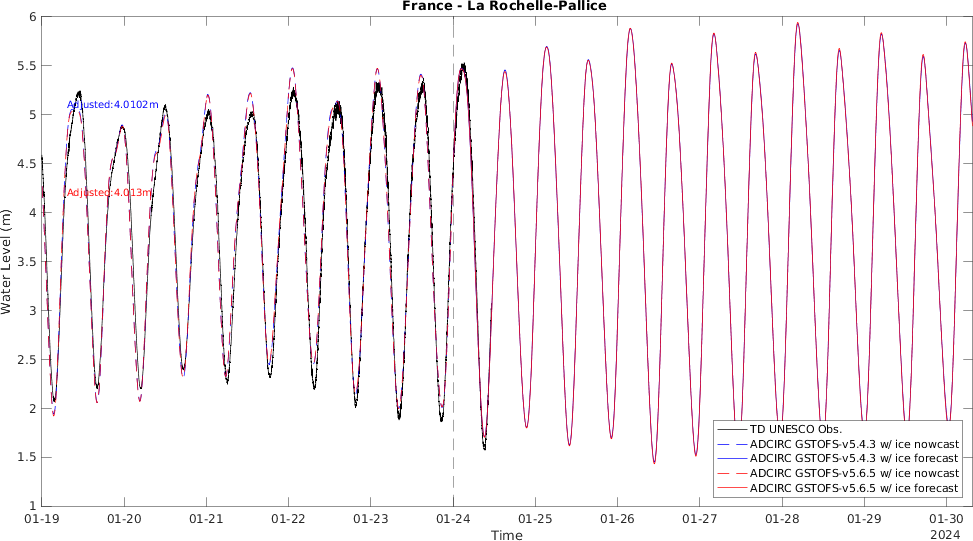 France - La Rochelle-Pallice
Water Level (m)
6
5.5
5
4.5
4
3.5
3
2.5
2
1.5
1
Adjusted:4.0102m
Adjusted:4.013m
TD UNESCO Obs.
ADCIRC GSTOFS-v5.4.3 w/ ice nowcast
ADCIRC GSTOFS-v5.4.3 w/ ice forecast
ADCIRC GSTOFS-v5.6.5 w/ ice nowcast
ADCIRC GSTOFS-v5.6.5 w/ ice forecast
01-19 01-20 01-21 01-22 01-23 01-24 01-25 01-26 01-27 01-28 01-29 01-30
2024
Time